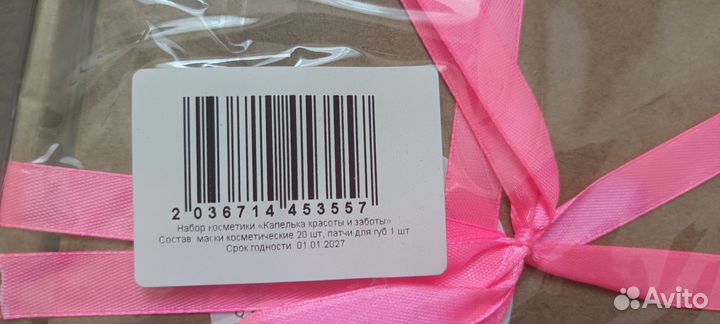 2 036714 453557
Набор косметики «Капелька красоты и заботы»
Состав: маски косметические 20 шт, патчи для губ 1 шт
Срок годности 01.01.2027
Avito